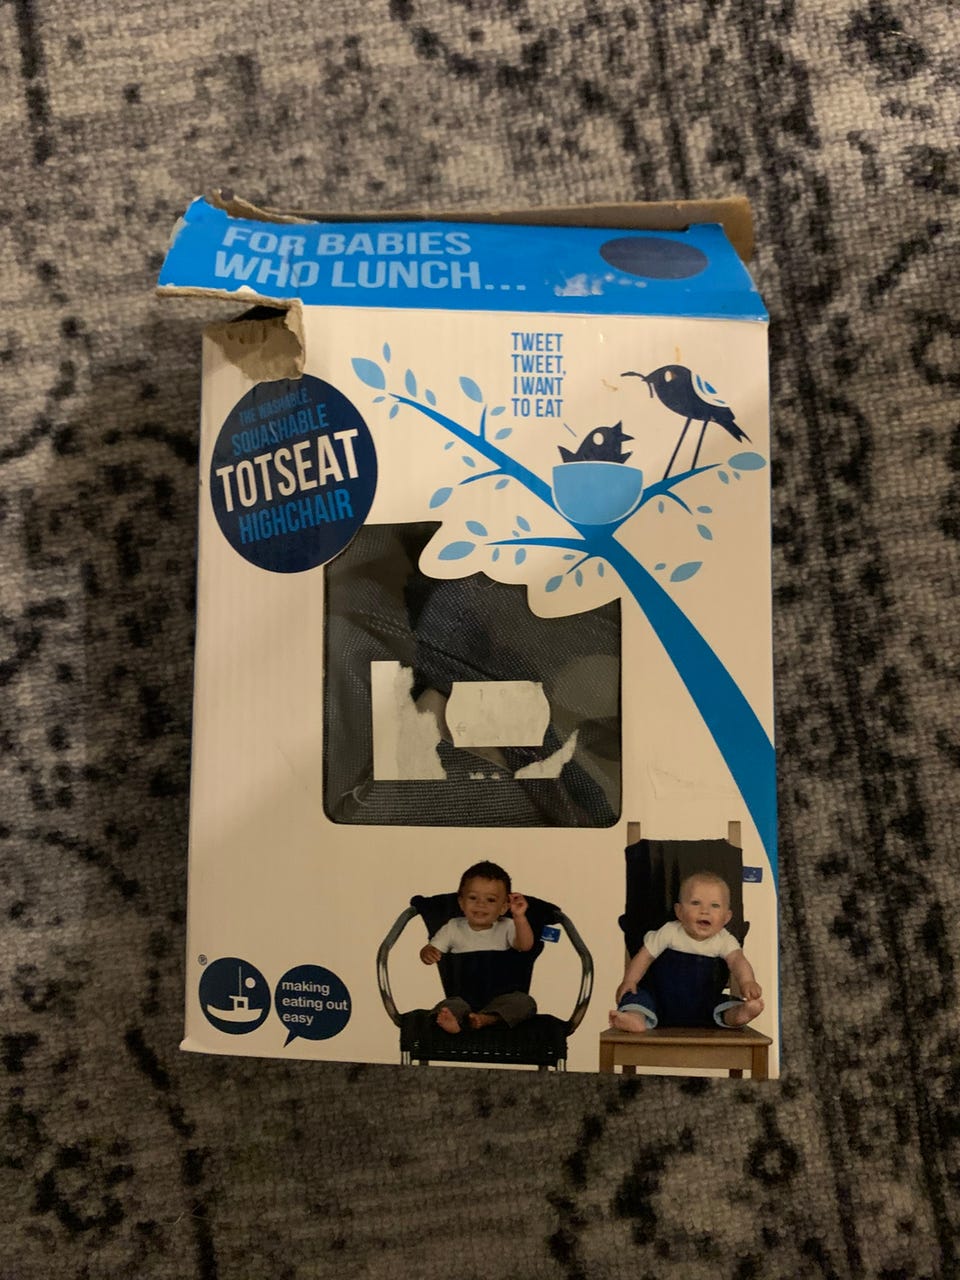 FOR BABIES
WHO LUNCH...
TWEET
TWEET,
I WANT
TO EAT
THE WASHABLE,
SQUASHABLE
TOTSEAT
HIGHCHAIR
®
making
eating out
easy